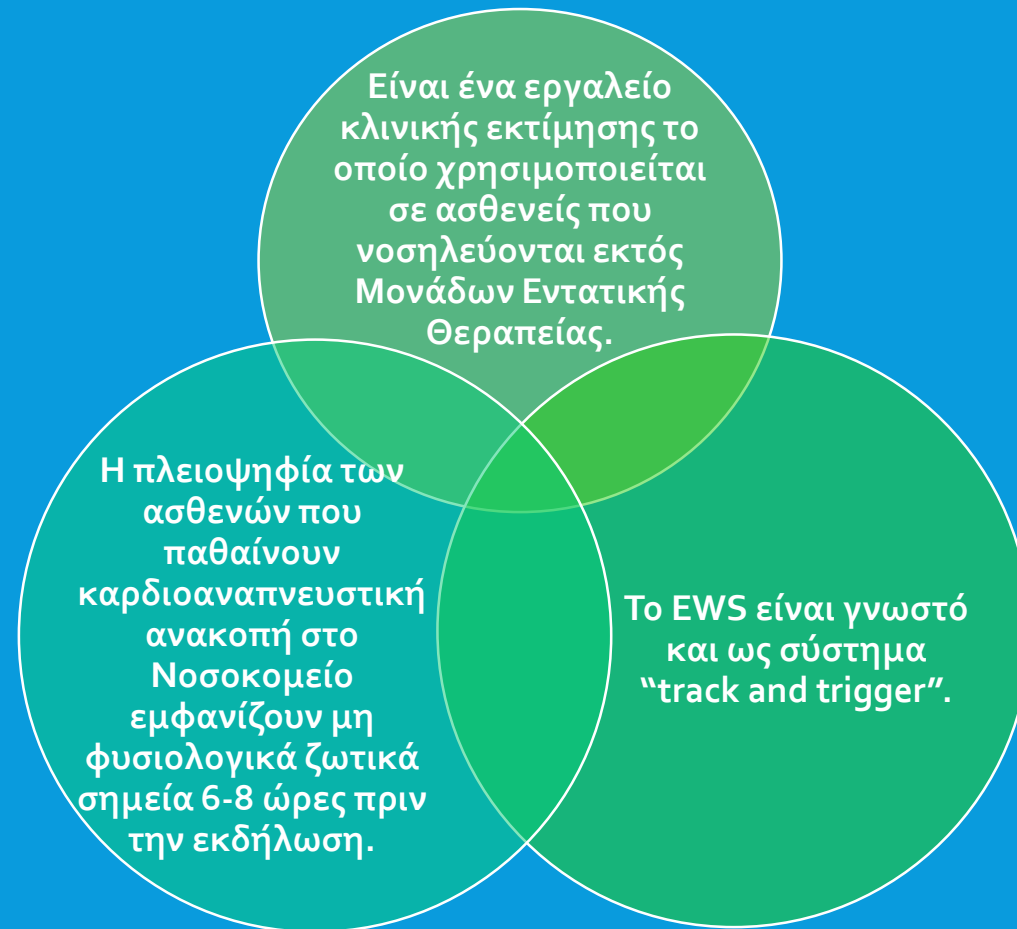 Είναι ένα εργαλείο
κλινικής εκτίμησης το
οποίο χρησιμοποιείται
σε ασθενείς που
νοσηλεύονται εκτός
Μονάδων Εντατικής
Θεραπείας.
Η πλειοψηφία των
ασθενών που
παθαίνουν
καρδιοαναπνευστική
ανακοπή στο
Νοσοκομείο
εμφανίζουν μη
φυσιολογικά ζωτικά
σημεία 6-8 ώρες πριν
την εκδήλωση.
Το EWS είναι γνωστό
και ως σύστημα
“track and trigger”.